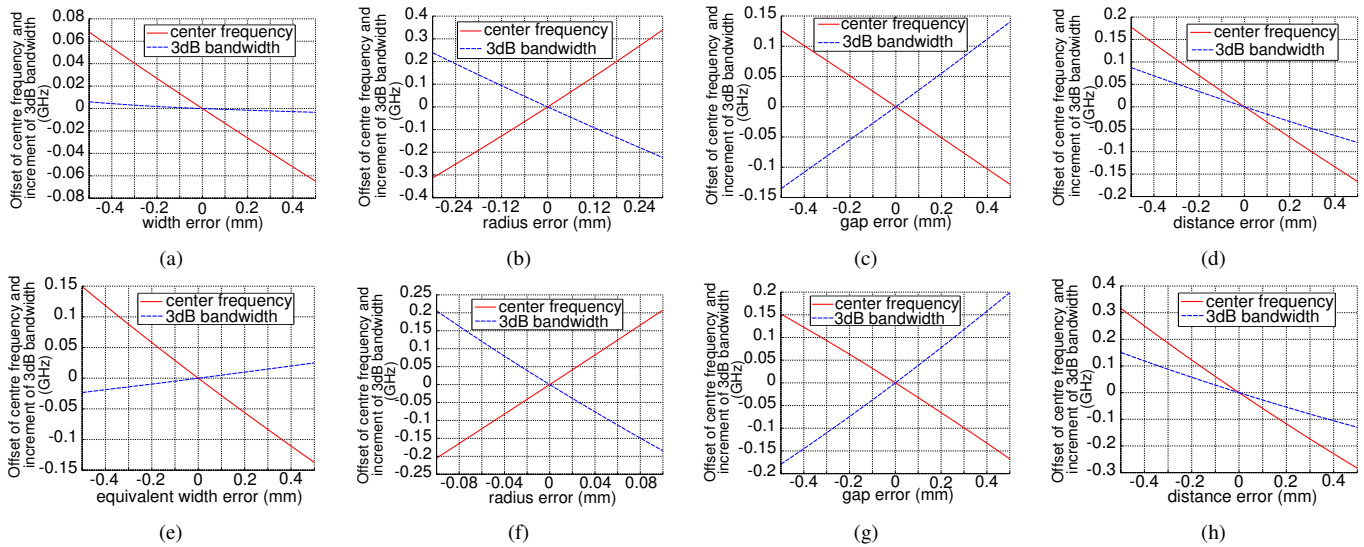 Offset of centre frequency and
increment of 3dB bandwidth
(GHz)
0.08
0.06
0.04
0.02
0
0.02
0.04
0.06
0.08
center frequency
3dB bandwidth
-0.4 -0.2 0 0.2 0.4
width error (mm)
(a)
Offset of centre frequency and
increment of 3dB bandwidth
(GHz)
0.4
0.3
0.2
0.1
0
-0.1
-0.2
-0.3
-0.4
center frequency
3dB bandwidth
-0.24 -0.12 0 0.12 0.24
radius error (mm)
(b)
Offset of centre frequency and
increment of 3dB bandwidth
(GHz)
0.15
0.1
0.05
0
-0.05
-0.1
-0.15
center frequency
3dB bandwidth
-0.4 -0.2 0 0.2 0.4
gap error (mm)
(c)
Offset of centre frequency and
increment of 3dB bandwidth
(GHz)
0.2
0.15
0.1
0.05
0
-0.05
-0.1
-0.15
-0.2
center frequency
3dB bandwidth
-0.4 -0.2 0 0.2 0.4
distance error (mm)
(d)
Offset of centre frequency and
increment of 3dB bandwidth
(GHz)
0.15
0.1
0.05
0
-0.05
-0.1
-0.15
center frequency
3dB bandwidth
-0.4 -0.2 0 0.2 0.4
equivalent width error (mm)
(e)
Offset of centre frequency and
increment of 3dB bandwidth
(GHz)
0.25
0.2
0.15
0.1
0.05
0
-0.05
-0.1
-0.15
-0.2
-0.25
center frequency
3dB bandwidth
-0.08 -0.04 0 0.04 0.08
radius error (mm)
(f)
Offset of centre frequency and
increment of 3dB bandwidth
(GHz)
0.2
0.15
0.1
0.05
0
-0.05
-0.1
-0.15
-0.2
center frequency
3dB bandwidth
-0.4 -0.2 0 0.2 0.4
gap error (mm)
(g)
Offset of centre frequency and
increment of 3dB bandwidth
(GHz)
0.4
0.3
0.2
0.1
0
-0.1
-0.2
-0.3
center frequency
3dB bandwidth
-0.4 -0.2 0 0.2 0.4
distance error (mm)
(h)